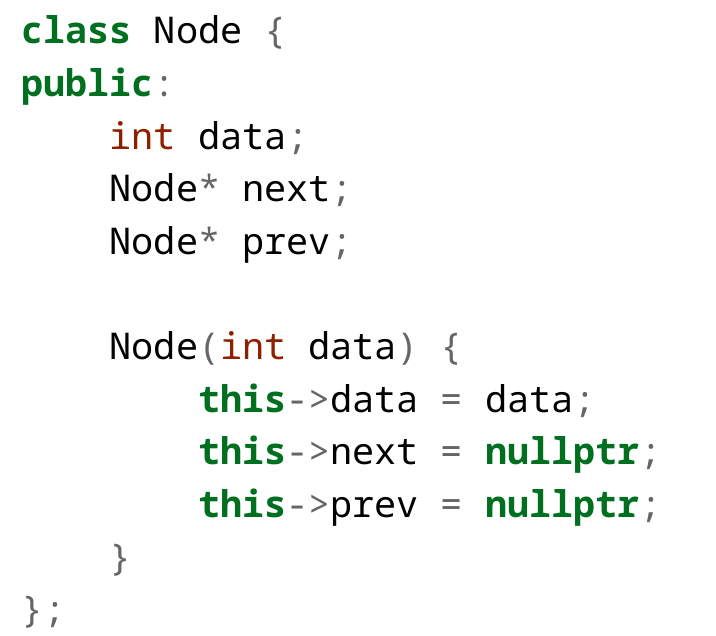 class Node {
public:
    int data;
    Node* next;
    Node* prev;

    Node(int data) {
        this->data = data;
        this->next = nullptr;
        this->prev = nullptr;
    }
};